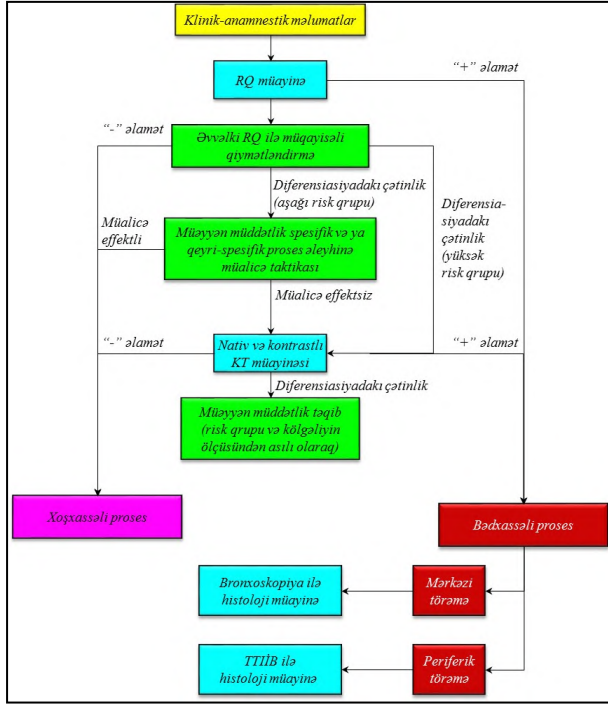 Klinik-anamnestik məlumatlar
RQ müayinə
"+" əlamət
"-" əlamət
Əvvəlki RQ ilə müqayisəli
qiymətləndirmə
Diferensiasiyadakı çətinlik
(aşağı risk qrupu)
Diferensia-
siyadakı
çətinlik
(yüksək
risk qrupu)
Müalicə
effektli
Müəyyən müddətlik spesifik və ya
qeyri-spesifik proses əleyhinə
müalicə taktikası
Müalicə effektsiz
"-" əlamət
Nativ və kontrastlı
KT müayinəsi
"+" əlamət
Diferensiasiyadakı çətinlik
Müəyyən müddətlik təqib
(risk qrupu və kölgəliyin
ölçüsündən asılı olaraq)
Xoşxassəli proses
Bədxassəli proses
Bronxoskopiya ilə
histoloji müayinə
Mərkəzi
törəmə
TTİİB ilə
histoloji müayinə
Periferik
törəmə